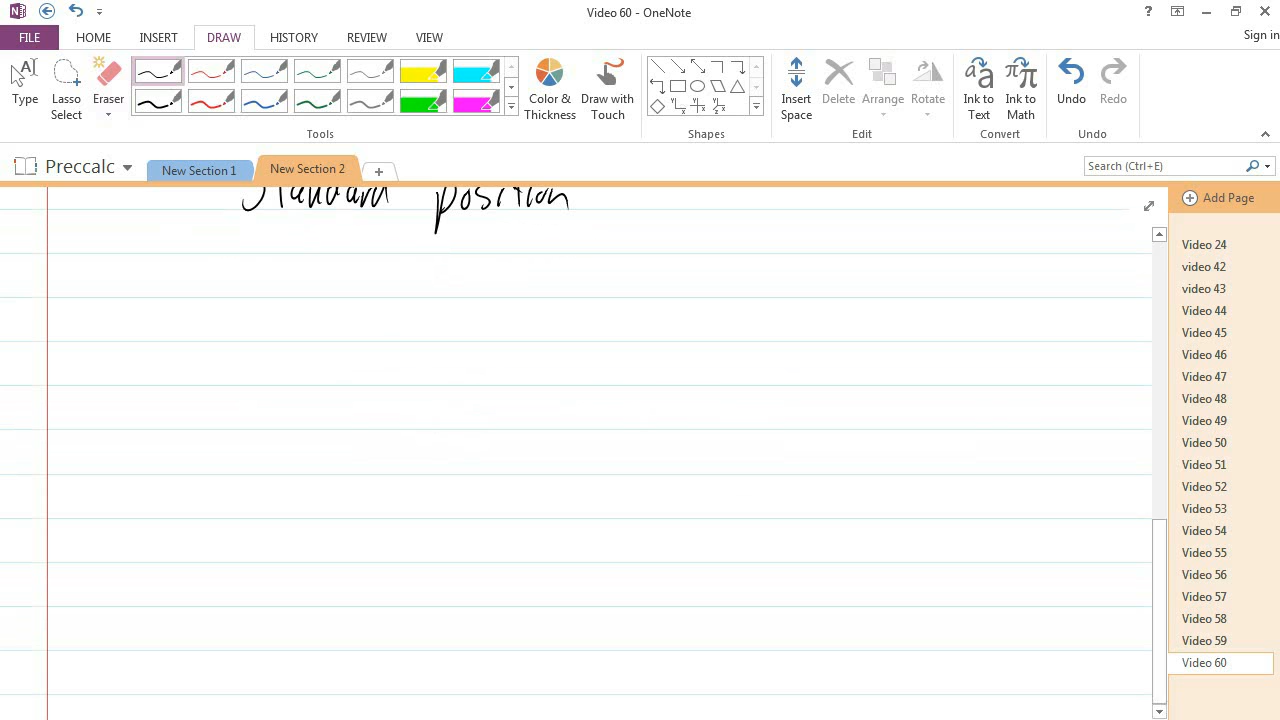 Video 60 - OneNote
? 
Sign in
FILE HOME INSERT DRAW HISTORY REVIEW VIEW
Type
Lasso Select
Eraser
Color & Thickness
Draw with Touch
Insert Space
Delete
Arrange
Rotate
Ink to Text
Ink to Math
Undo
Redo
Tools Shapes Edit Convert Undo
Preccalc New Section 1 New Section 2 +
Search (Ctrl+E)
Standard position
Add Page
Video 24
video 42
video 43
Video 44
Video 45
Video 46
Video 47
Video 48
Video 49
Video 50
Video 51
Video 52
Video 53
Video 54
Video 55
Video 56
Video 57
Video 58
Video 59
Video 60